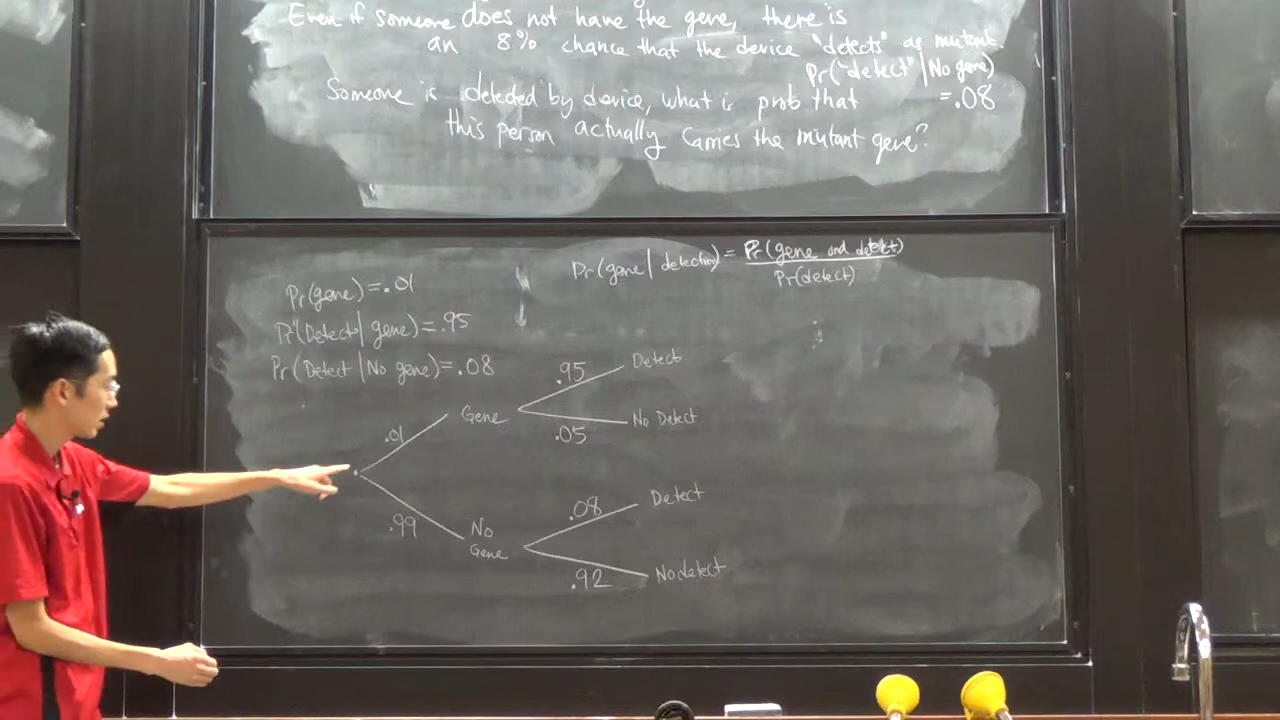 Even if someone does not have the gene, there is
an 8% chance that the device "detects" as mutant.
Pr("detect" | No gene)
=.08
Someone is detected by device, what is prob that
this person actually carries the mutant gene?
Pr(gene | detection) = Pr(gene and detect)
Pr(detect)
Pr(gene)=.01
Pr("Detect" | gene)=.95
Pr(Detect | No gene)=.08
.95
Detect
.01
Gene
No Detect
.05
.08
Detect
.99
No
Gene
.92
No detect